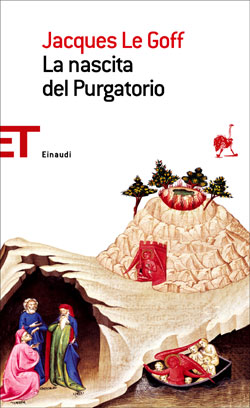 Jacques Le Goff
La nascita
del Purgatorio
ET
Einaudi